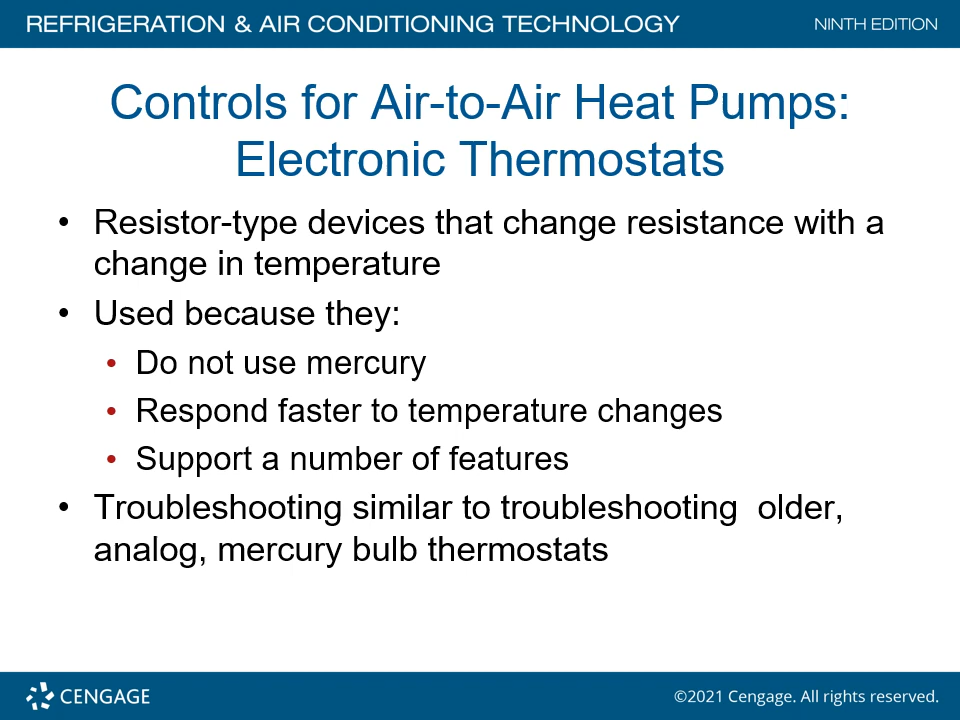 REFRIGERATION & AIR CONDITIONING TECHNOLOGY
NINTH EDITION
Controls for Air-to-Air Heat Pumps:
Electronic Thermostats
• Resistor-type devices that change resistance with a
change in temperature
• Used because they:
• Do not use mercury
• Respond faster to temperature changes
• Support a number of features
• Troubleshooting similar to troubleshooting  older,
analog, mercury bulb thermostats
CENGAGE
©2021 Cengage. All rights reserved.